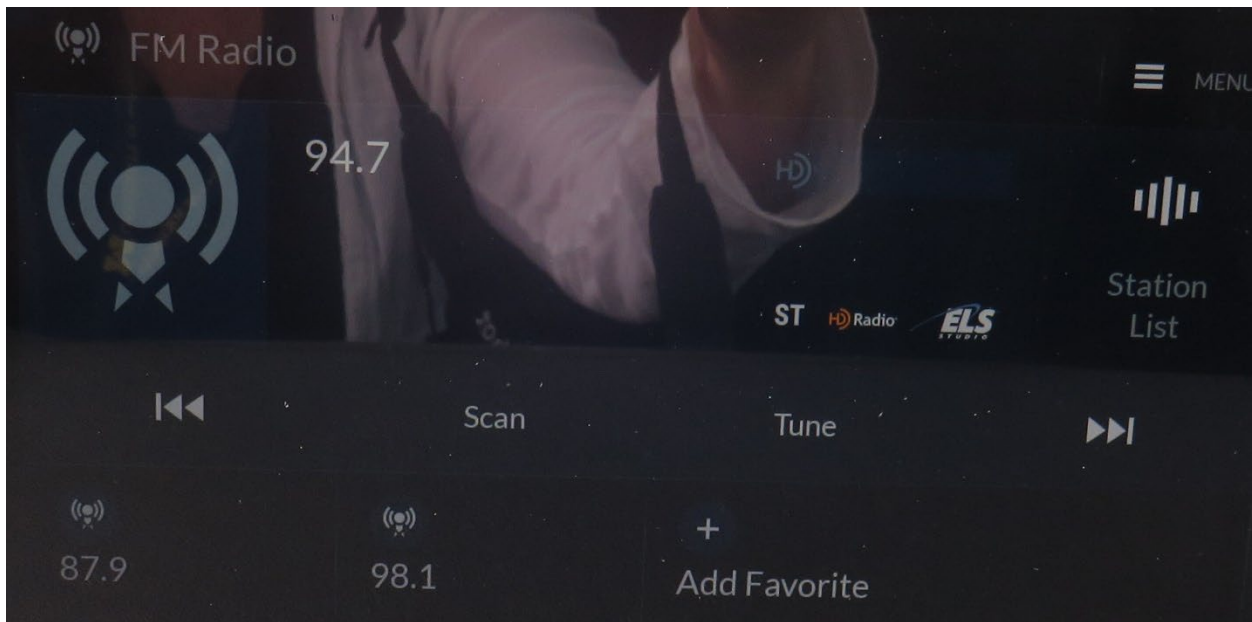 FM Radio
MENU
94.7
HD
Station
List
ST HD Radio ELS
STUDIO
Scan Tune
87.9 98.1 Add Favorite